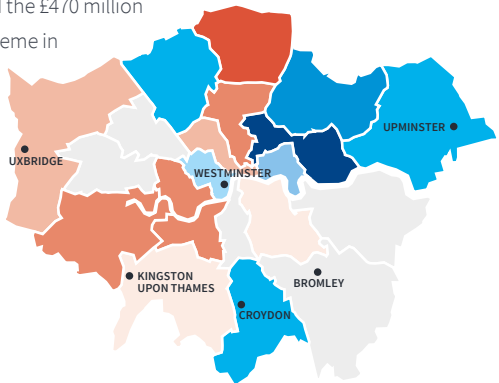 the £470 million
eme in
UPMINSTER
UXBRIDGE
WESTMINSTER
KINGSTON
UPON THAMES
BROMLEY
CROYDON